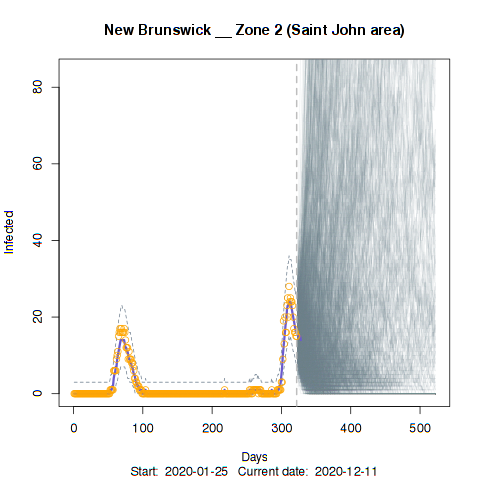 New Brunswick __ Zone 2 (Saint John area)
80
60
40
20
0
Infected
0 100 200 300 400 500
Days
Start: 2020-01-25 Current date: 2020-12-11